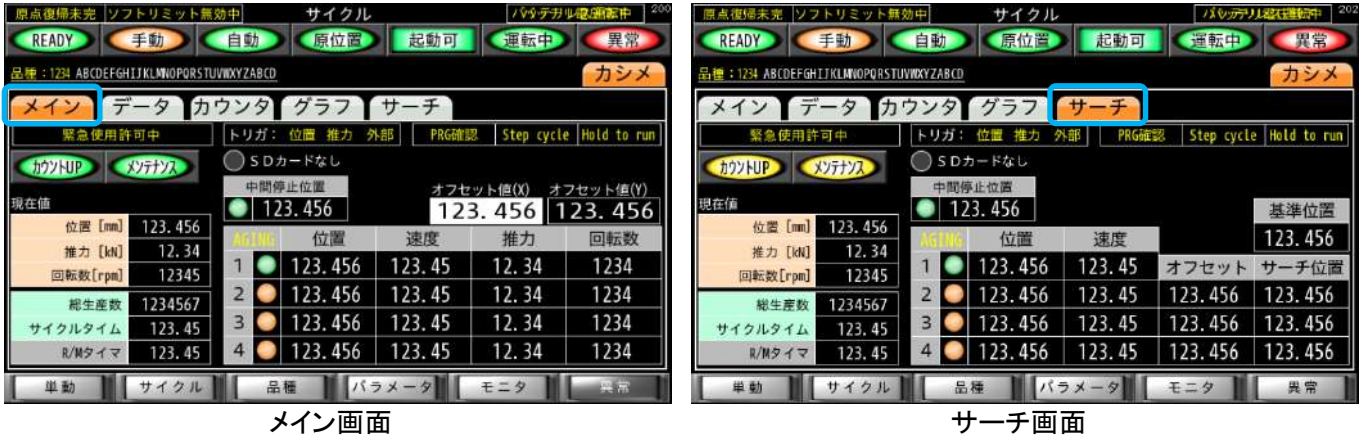 原点復帰未完 ソフトリミット無効中 サイクル 200
READY 手動 自動 原位置 起動可 運転中 異常
品種：1234 ABCDEFGHIJKLMNOPQRSTUVWXYZABCD カシメ
メイン データ カウンタ グラフ サーチ
緊急使用許可中 トリガ： 位置 推力 外部 PRG確認 Step cycle Hold to run
カウントUP メンテナンス SDカードなし
中間停止位置 オフセット値(X) オフセット値(Y)
現在値 123.456 123.456 123.456
位置 [mm] 123.456 AGING 位置 速度 推力 回転数
推力 [kN] 12.34 1 123.456 123.45 12.34 1234
回転数[rpm] 12345 2 123.456 123.45 12.34 1234
総生産数 1234567 3 123.456 123.45 12.34 1234
サイクルタイム 123.45 4 123.456 123.45 12.34 1234
R/Mタイマ 123.45
単動 サイクル 品種 パラメータ モニタ 異常
メイン画面
原点復帰未完 ソフトリミット無効中 サイクル 202
READY 手動 自動 原位置 起動可 運転中 異常
品種：1234 ABCDEFGHIJKLMNOPQRSTUVWXYZABCD カシメ
メイン データ カウンタ グラフ サーチ
緊急使用許可中 トリガ： 位置 推力 外部 PRG確認 Step cycle Hold to run
カウントUP メンテナンス SDカードなし
中間停止位置
現在値 123.456 基準位置
位置 [mm] 123.456 AGING 位置 速度 123.456
推力 [kN] 12.34 1 123.456 123.45 オフセット サーチ位置
回転数[rpm] 12345 2 123.456 123.45 123.456 123.456
総生産数 1234567 3 123.456 123.45 123.456 123.456
サイクルタイム 123.45 4 123.456 123.45 123.456 123.456
R/Mタイマ 123.45
単動 サイクル 品種 パラメータ モニタ 異常
サーチ画面